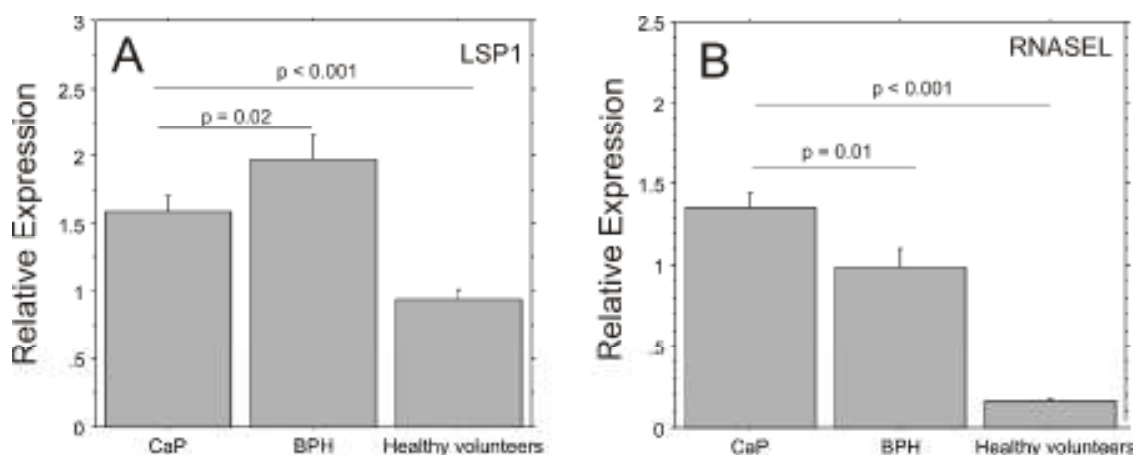 A
LSP1
p < 0.001
p = 0.02
Relative Expression
3
2.5
2
1.5
1
.5
0
CaP
BPH
Healthy volunteers
B
RNASEL
p < 0.001
p = 0.01
Relative Expression
2.5
2
1.5
1
.5
0
CaP
BPH
Healthy volunteers